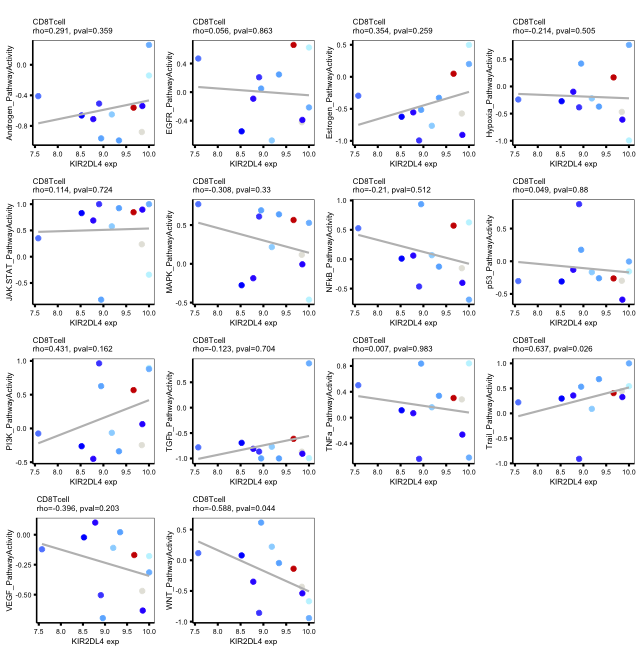 CD8Tcell
rho=0.291, pval=0.359
0.0
-0.4
-0.8
Androgen_PathwayActivity
7.5 8.0 8.5 9.0 9.5 10.0
KIR2DL4 exp
CD8Tcell
rho=0.056, pval=0.863
0.4
0.0
-0.4
EGFR_PathwayActivity
7.5 8.0 8.5 9.0 9.5 10.0
KIR2DL4 exp
CD8Tcell
rho=0.354, pval=0.259
0.5
0.0
-0.5
-1.0
Estrogen_PathwayActivity
7.5 8.0 8.5 9.0 9.5 10.0
KIR2DL4 exp
CD8Tcell
rho=-0.214, pval=0.505
0.5
0.0
-0.5
-1.0
Hypoxia_PathwayActivity
7.5 8.0 8.5 9.0 9.5 10.0
KIR2DL4 exp
CD8Tcell
rho=0.114, pval=0.724
1.0
0.5
0.0
-0.5
JAK.STAT_PathwayActivity
7.5 8.0 8.5 9.0 9.5 10.0
KIR2DL4 exp
CD8Tcell
rho=-0.308, pval=0.33
0.5
0.0
-0.5
MAPK_PathwayActivity
7.5 8.0 8.5 9.0 9.5 10.0
KIR2DL4 exp
CD8Tcell
rho=-0.21, pval=0.512
1.0
0.5
0.0
-0.5
NFkB_PathwayActivity
7.5 8.0 8.5 9.0 9.5 10.0
KIR2DL4 exp
CD8Tcell
rho=0.049, pval=0.88
1.0
0.5
0.0
-0.5
p53_PathwayActivity
7.5 8.0 8.5 9.0 9.5 10.0
KIR2DL4 exp
CD8Tcell
rho=0.431, pval=0.162
1.0
0.5
0.0
-0.5
PI3K_PathwayActivity
7.5 8.0 8.5 9.0 9.5 10.0
KIR2DL4 exp
CD8Tcell
rho=-0.123, pval=0.704
0.5
0.0
-0.5
-1.0
TGFb_PathwayActivity
7.5 8.0 8.5 9.0 9.5 10.0
KIR2DL4 exp
CD8Tcell
rho=0.007, pval=0.983
0.8
0.4
0.0
-0.4
TNFa_PathwayActivity
7.5 8.0 8.5 9.0 9.5 10.0
KIR2DL4 exp
CD8Tcell
rho=0.637, pval=0.026
1.0
0.5
0.0
-0.5
-1.0
Trail_PathwayActivity
7.5 8.0 8.5 9.0 9.5 10.0
KIR2DL4 exp
CD8Tcell
rho=-0.396, pval=0.203
0.00
-0.25
-0.50
VEGF_PathwayActivity
7.5 8.0 8.5 9.0 9.5 10.0
KIR2DL4 exp
CD8Tcell
rho=-0.588, pval=0.044
0.5
0.0
-0.5
-1.0
WNT_PathwayActivity
7.5 8.0 8.5 9.0 9.5 10.0
KIR2DL4 exp